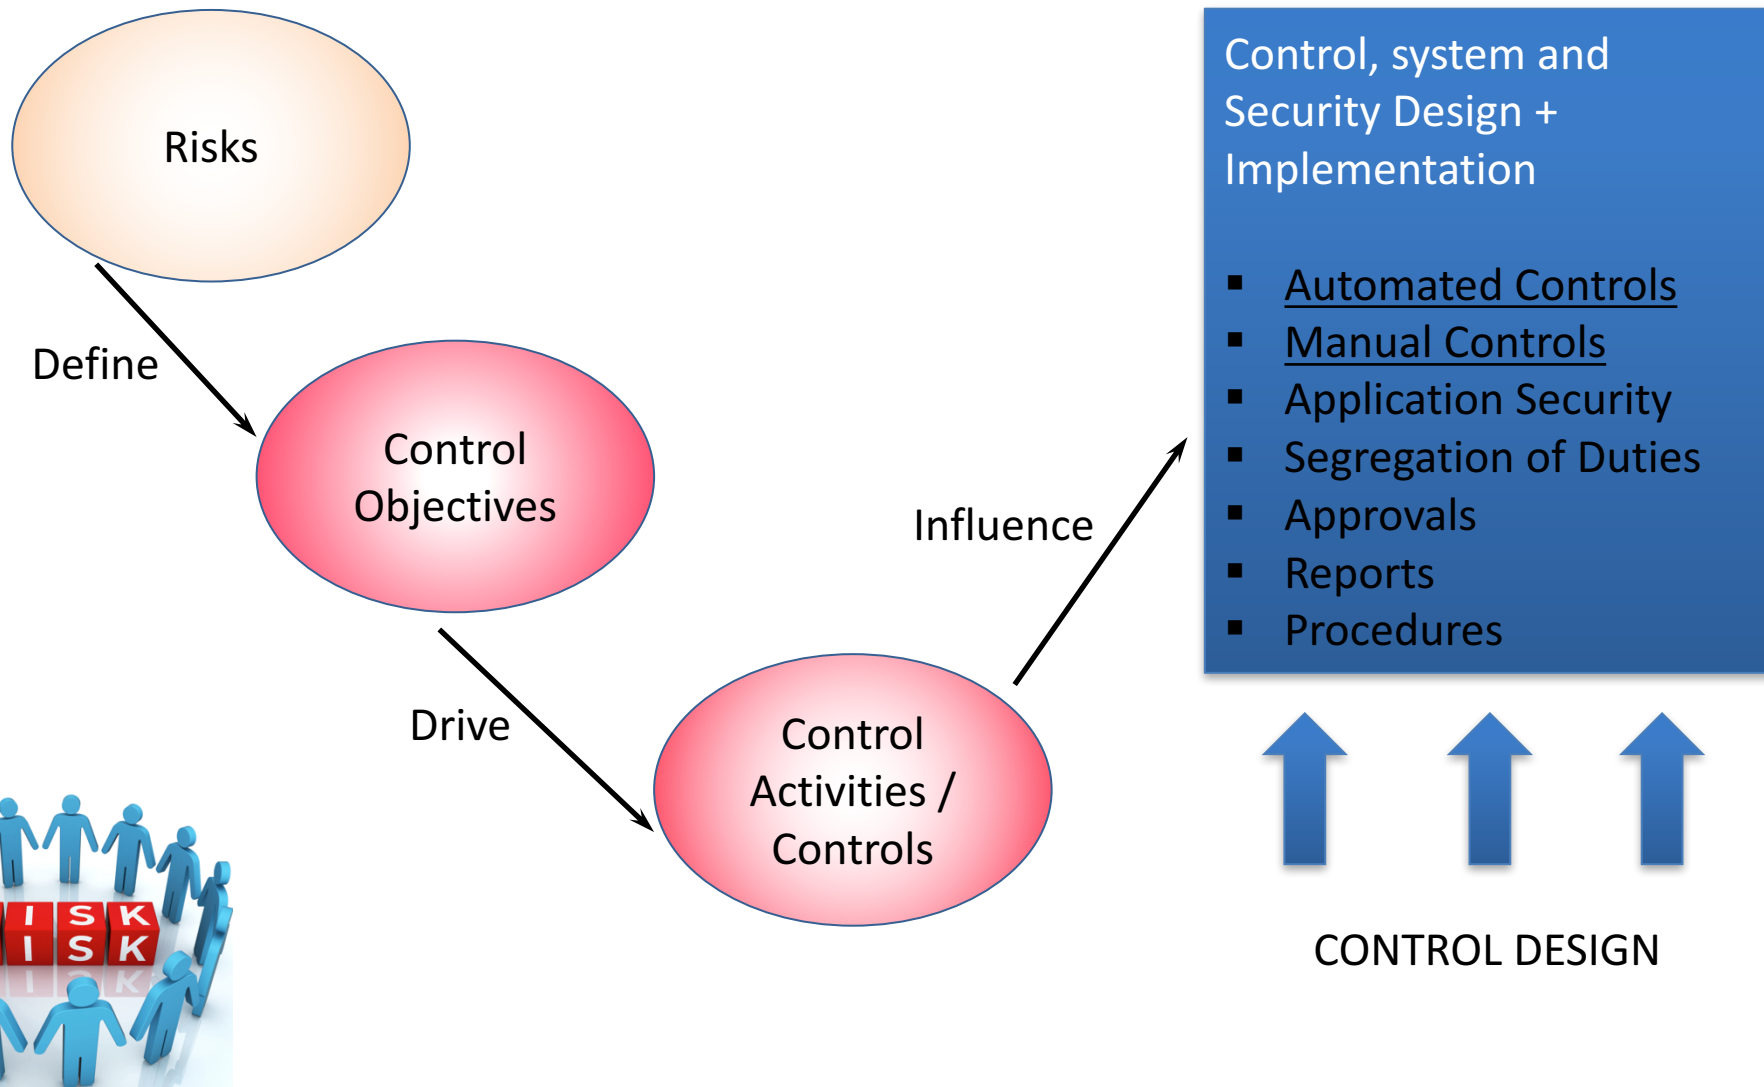 Risks
Define
Control
Objectives
Drive
Control
Activities /
Controls
Influence
Control, system and
Security Design +
Implementation
▪ Automated Controls
▪ Manual Controls
▪ Application Security
▪ Segregation of Duties
▪ Approvals
▪ Reports
▪ Procedures
CONTROL DESIGN
I S K
I S K